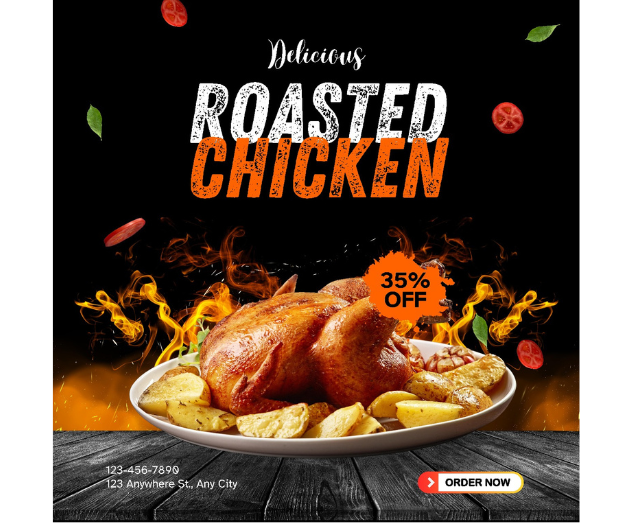 Delicious
ROASTED
CHICKEN
35%
OFF
123-456-7890
123 Anywhere St., Any City
ORDER NOW